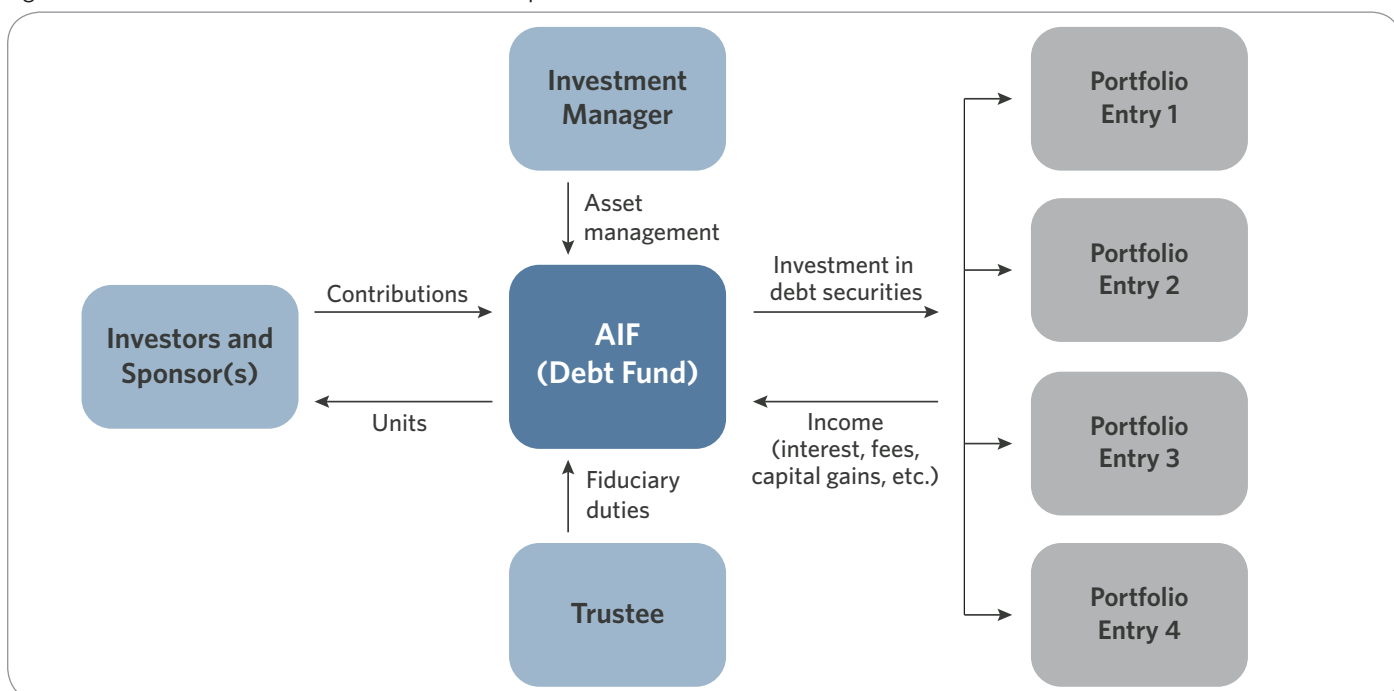 Investment
Manager
Asset
management
Investors and
Sponsor(s)
Contributions
Units
AIF
(Debt Fund)
Fiduciary
duties
Trustee
Investment in
debt securities
Income
(interest, fees,
capital gains, etc.)
Portfolio
Entry 1
Portfolio
Entry 2
Portfolio
Entry 3
Portfolio
Entry 4